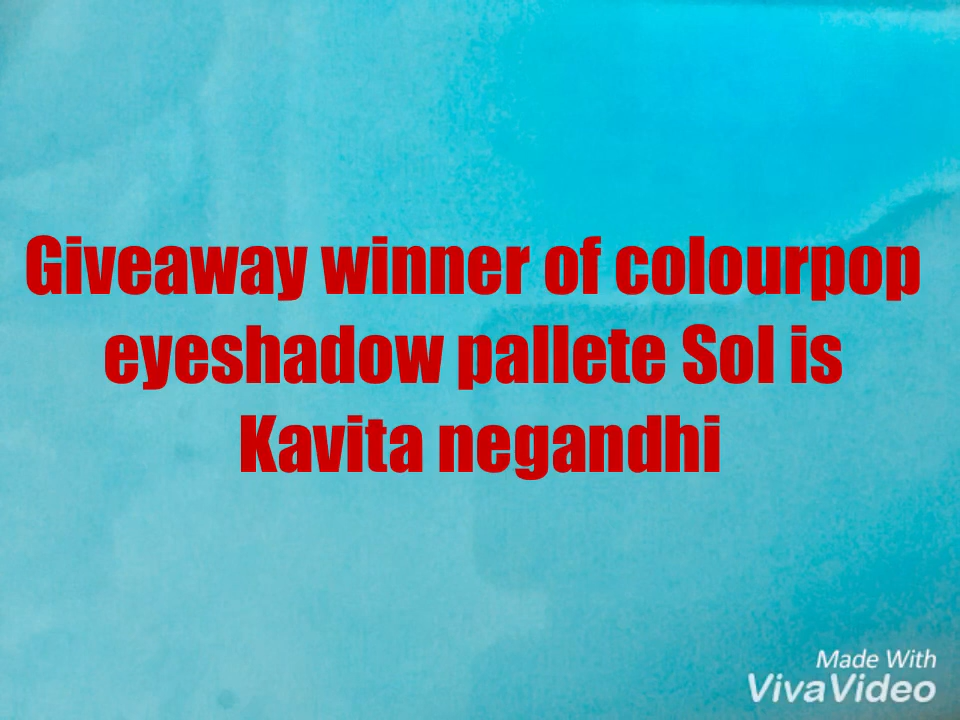 Giveaway winner of colourpop
eyeshadow pallete Sol is
Kavita negandhi
Made With
VivaVideo